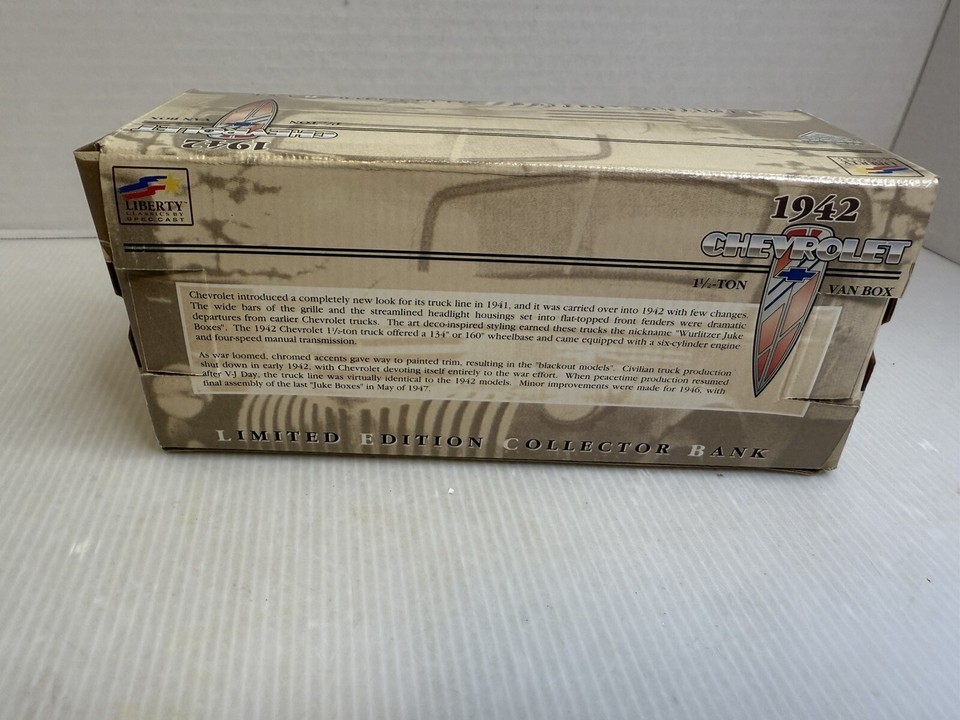 1942
CHEVROLET
VAN BOX
LIBERTY
LIBERTY™
CLASSICS BY
SPECCAST
1942
CHEVROLET
1½-TON VAN BOX
Chevrolet introduced a completely new look for its truck line in 1941, and it was carried over into 1942 with few changes.
The wide bars of the grille and the streamlined headlight housings set into flat-topped front fenders were dramatic
departures from earlier Chevrolet trucks. The art deco-inspired styling earned these trucks the nickname "Wurlitzer Juke
Boxes". The 1942 Chevrolet 1½-ton truck offered a 134" or 160" wheelbase and came equipped with a six-cylinder engine
and four-speed manual transmission.
As war loomed, chromed accents gave way to painted trim, resulting in the "blackout models". Civilian truck production
shut down in early 1942, with Chevrolet devoting itself entirely to the war effort. When peacetime production resumed
after V-J Day, the truck line was virtually identical to the 1942 models. Minor improvements were made for 1946, with
final assembly of the last "Juke Boxes" in May of 1947.
LIMITED EDITION COLLECTOR BANK